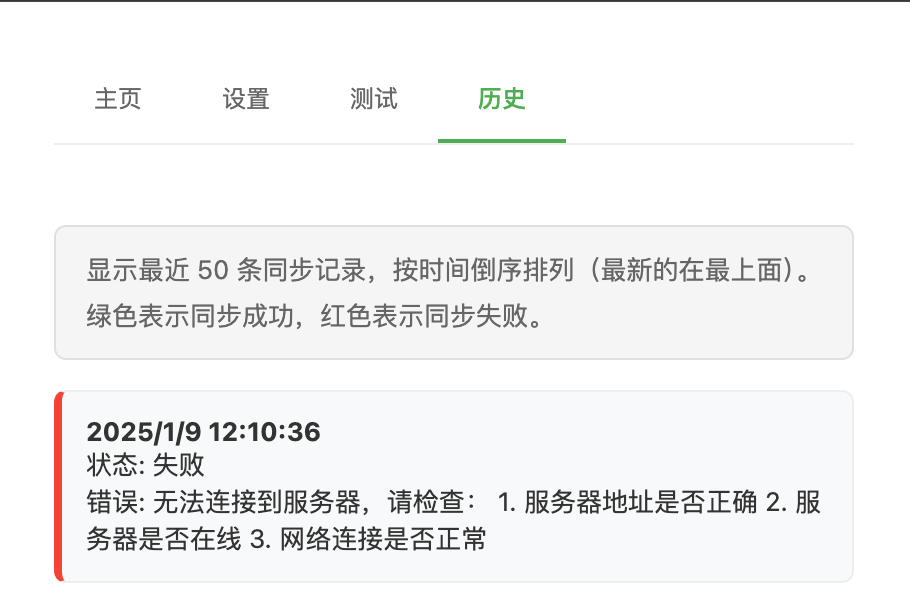 主页 设置 测试 历史
显示最近 50 条同步记录，按时间倒序排列（最新的在最上面）。
绿色表示同步成功，红色表示同步失败。
2025/1/9 12:10:36
状态: 失败
错误: 无法连接到服务器，请检查： 1. 服务器地址是否正确 2. 服
务器是否在线 3. 网络连接是否正常